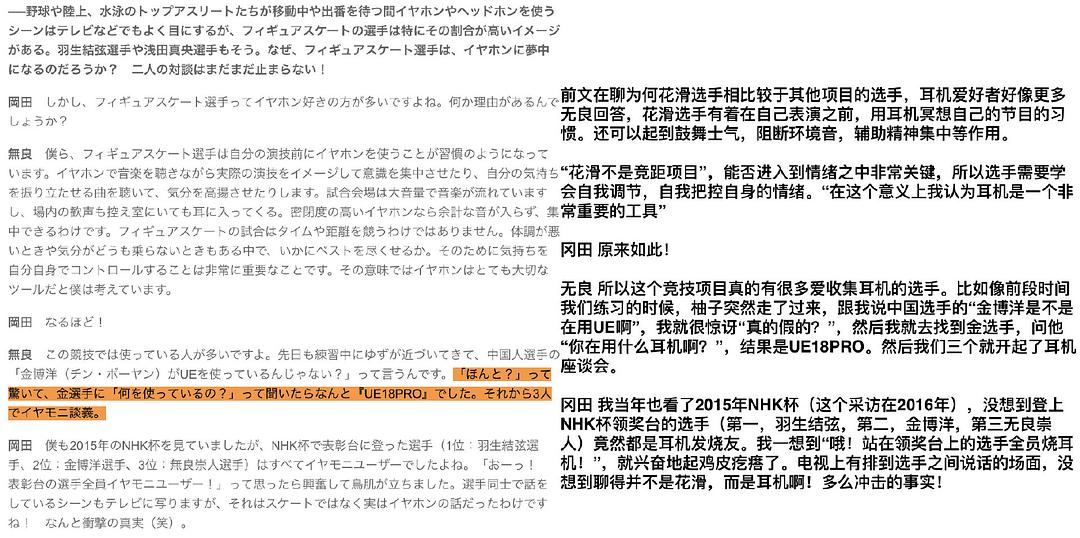 ──野球や陸上、水泳のトップアスリートたちが移動中や出番を待つ間イヤホンやヘッドホンを使う
シーンはテレビなどでもよく目にするが、フィギュアスケートの選手は特にその割合が高いイメージ
がある。羽生結弦選手や浅田真央選手もそう。なぜ、フィギュアスケート選手は、イヤホンに夢中
になるのだろうか？　二人の対談はまだまだ止まらない！
岡田　しかし、フィギュアスケート選手ってイヤホン好きの方が多いですよね。何か理由があるんで
しょうか？
無良　僕ら、フィギュアスケート選手は自分の演技前にイヤホンを使うことが習慣のようになって
います。イヤホンで音楽を聴きながら実際の演技をイメージして意識を集中させたり、自分の気持ち
を振り立たせる曲を聴いて、気分を高揚させたりします。試合会場は大音量で音楽が流れています
し、場内の歓声も控え室にいても耳に入ってくる。密閉度の高いイヤホンなら余計な音が入らず、集
中できるわけです。フィギュアスケートの試合はタイムや距離を競うわけではありません。体調が悪
いときや気分がどうも乗らないときもある中で、いかにベストを尽くせるか。そのために気持ちを
自分自身でコントロールすることは非常に重要なことです。その意味ではイヤホンはとても大切な
ツールだと僕は考えています。
岡田　なるほど！
無良　この競技では使っている人が多いですよ。先日も練習中にゆずが近づいてきて、中国人選手の
「金博洋（チン・ボーヤン）がUEを使っているんじゃない？」って言うんです。「ほんと？」って
驚いて、金選手に「何を使っているの？」って聞いたらなんと『UE18PRO』でした。それから3人
でイヤモニ談義。
岡田　僕も2015年のNHK杯を見ていましたが、NHK杯で表彰台に登った選手（1位：羽生結弦選
手、2位：金博洋選手、3位：無良崇人選手）はすべてイヤモニユーザーでしたよね。「おーっ！
表彰台の選手全員イヤモニユーザー！」って思ったら興奮して鳥肌が立ちました。選手同士で話を
しているシーンもテレビに写りますが、それはスケートではなく実はイヤホンの話だったわけです
ね！　なんと衝撃の真実（笑）。
前文在聊为何花滑选手相比较于其他项目的选手，耳机爱好者好像更多
无良回答，花滑选手有着在自己表演之前，用耳机冥想自己的节目的习
惯。还可以起到鼓舞士气，阻断环境音，辅助精神集中等作用。
“花滑不是竞距项目”，能否进入到情绪之中非常关键，所以选手需要学
会自我调节，自我把控自身的情绪。“在这个意义上我认为耳机是一个非
常重要的工具”
冈田 原来如此！
无良 所以这个竞技项目真的有很多爱收集耳机的选手。比如像前段时间
我们练习的时候，柚子突然走了过来，跟我说中国选手的“金博洋是不是
在用UE啊”，我就很惊讶“真的假的？”，然后我就去找到金选手，问他
“你在用什么耳机啊？”，结果是UE18PRO。然后我们三个就开起了耳机
座谈会。
冈田 我当年也看了2015年NHK杯（这个采访在2016年），没想到登上
NHK杯领奖台的选手（第一，羽生结弦，第二，金博洋，第三无良崇
人）竟然都是耳机发烧友。我一想到“哦！站在领奖台上的选手全员烧耳
机！”，就兴奋地起鸡皮疙瘩了。电视上有排到选手之间说话的场面，没
想到聊得并不是花滑，而是耳机啊！多么冲击的事实！